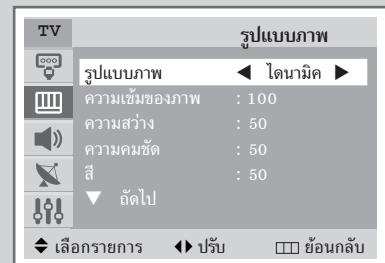 TV รูปแบบภาพ
รูปแบบภาพ ◀ ไดนามิค ▶
ความเข้มของภาพ : 100
ความสว่าง : 50
ความคมชัด : 50
สี : 50
▼ ถัดไป
เลือกรายการ ปรับ ย้อนกลับ